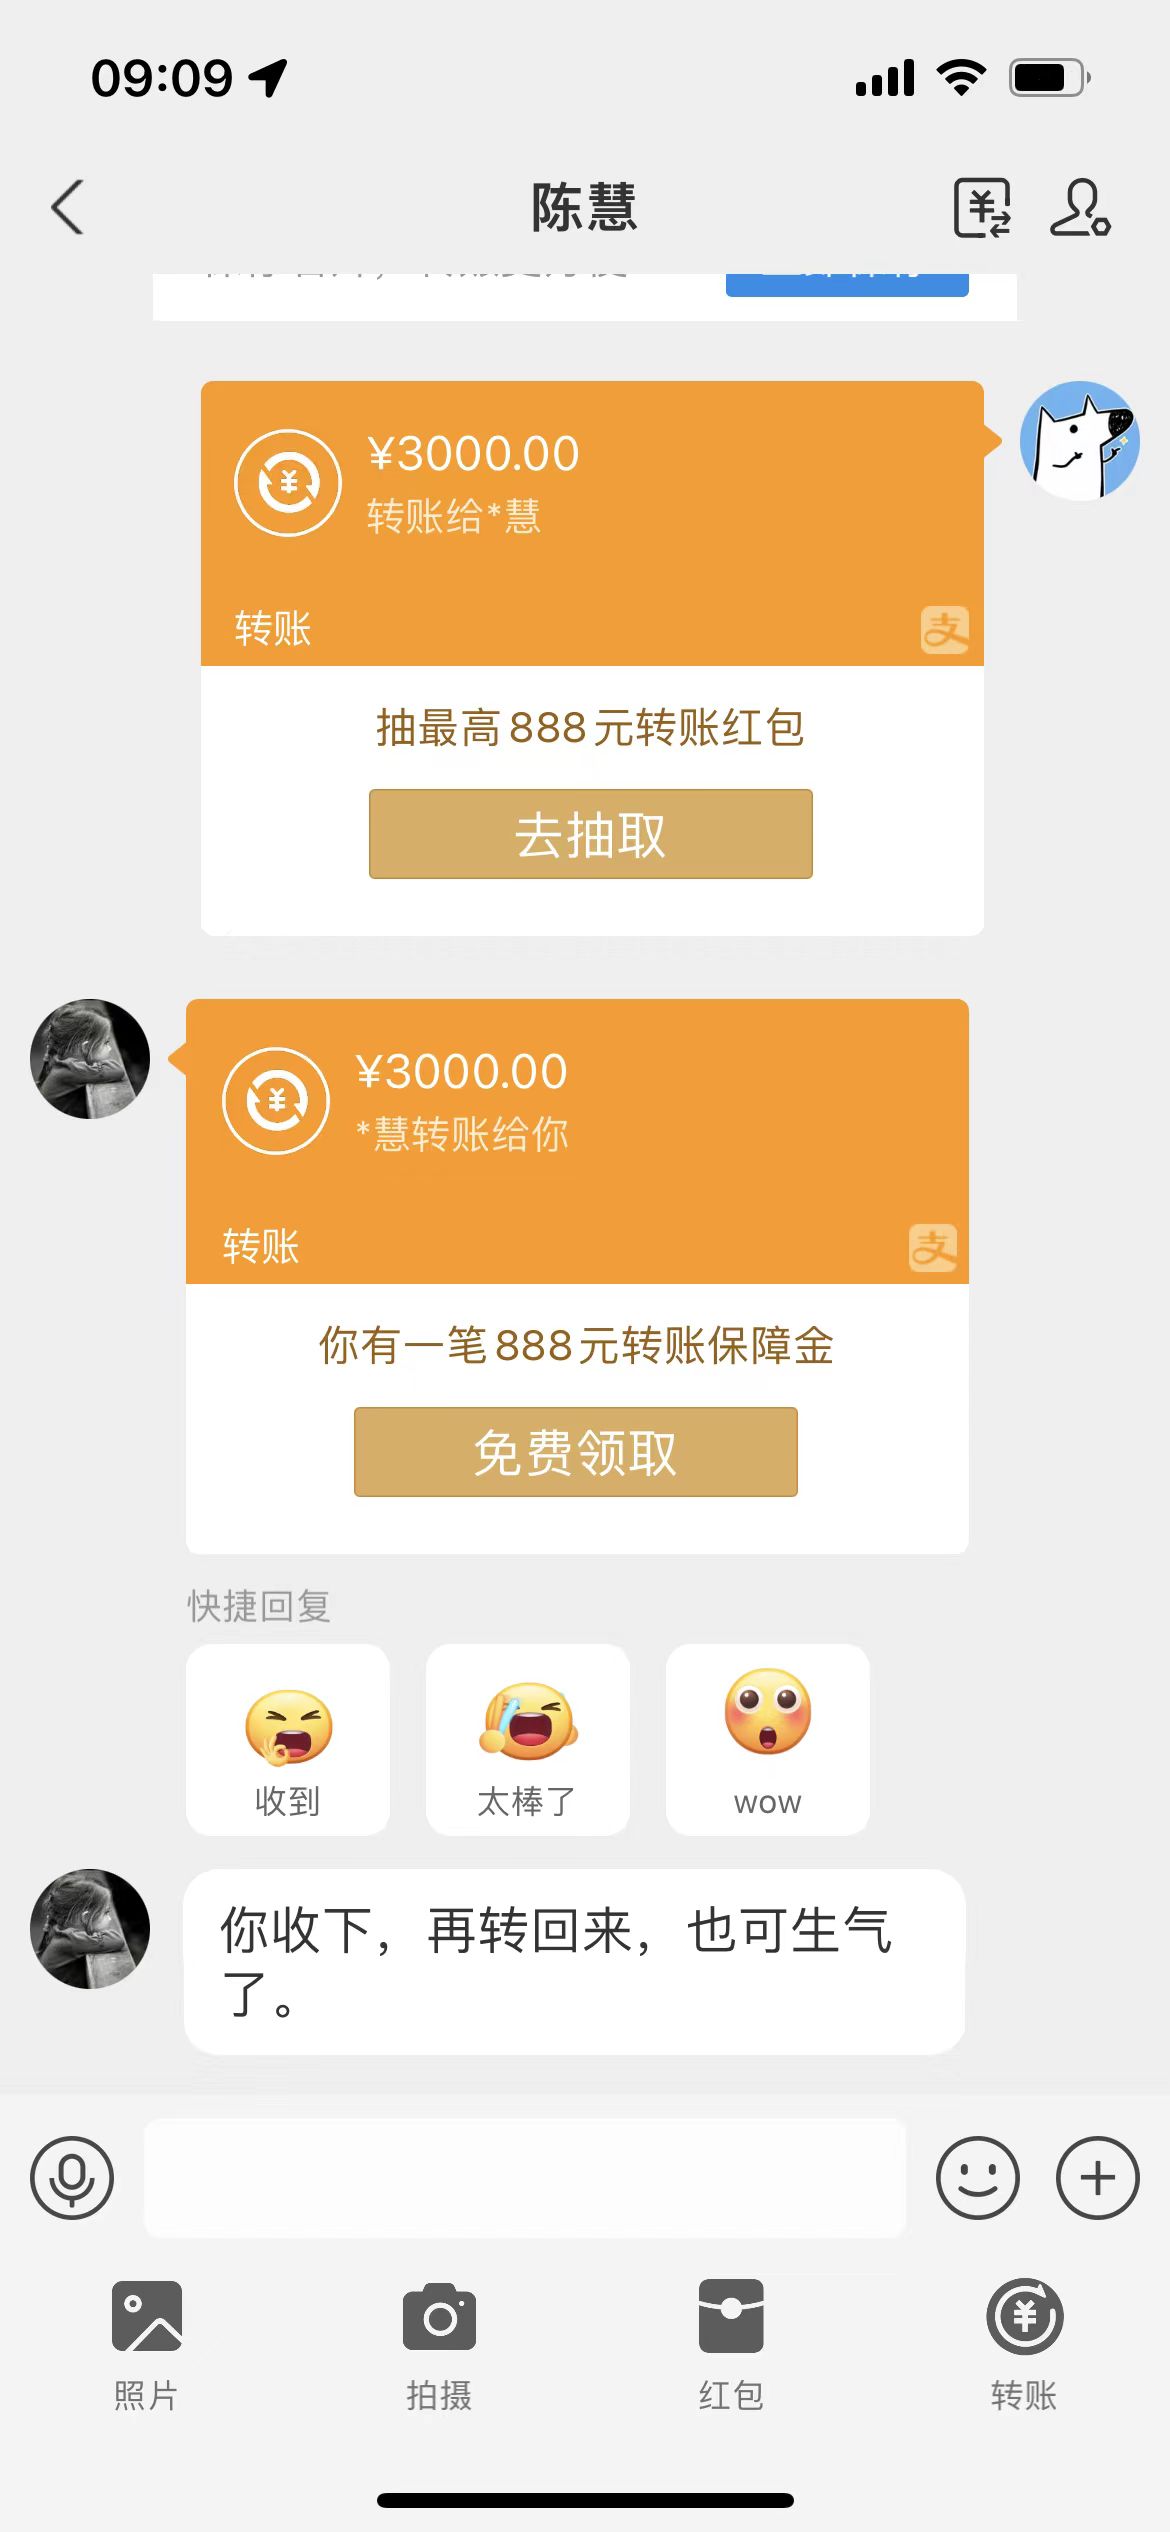 09:09
陈慧
¥3000.00
转账给*慧
转账
支
抽最高888元转账红包
去抽取
¥3000.00
*慧转账给你
转账
支
你有一笔888元转账保障金
免费领取
快捷回复
收到
太棒了
wow
你收下，再转回来，也可生气
了。
照片
拍摄
红包
转账